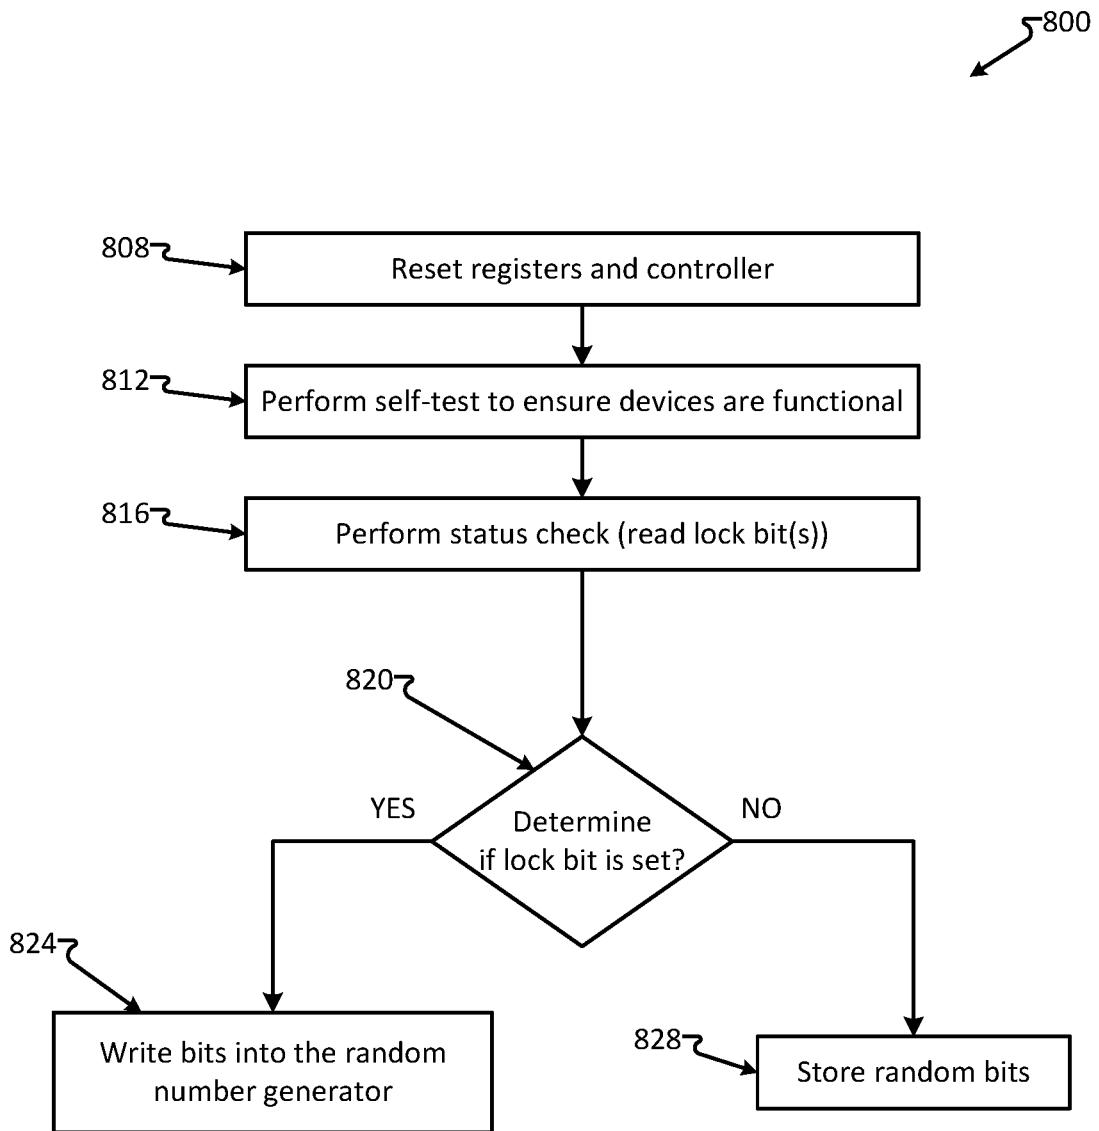 800
808
Reset registers and controller
812
Perform self-test to ensure devices are functional
816
Perform status check (read lock bit(s))
820
YES
NO
Determine
if lock bit is set?
824
Write bits into the random
number generator
828
Store random bits